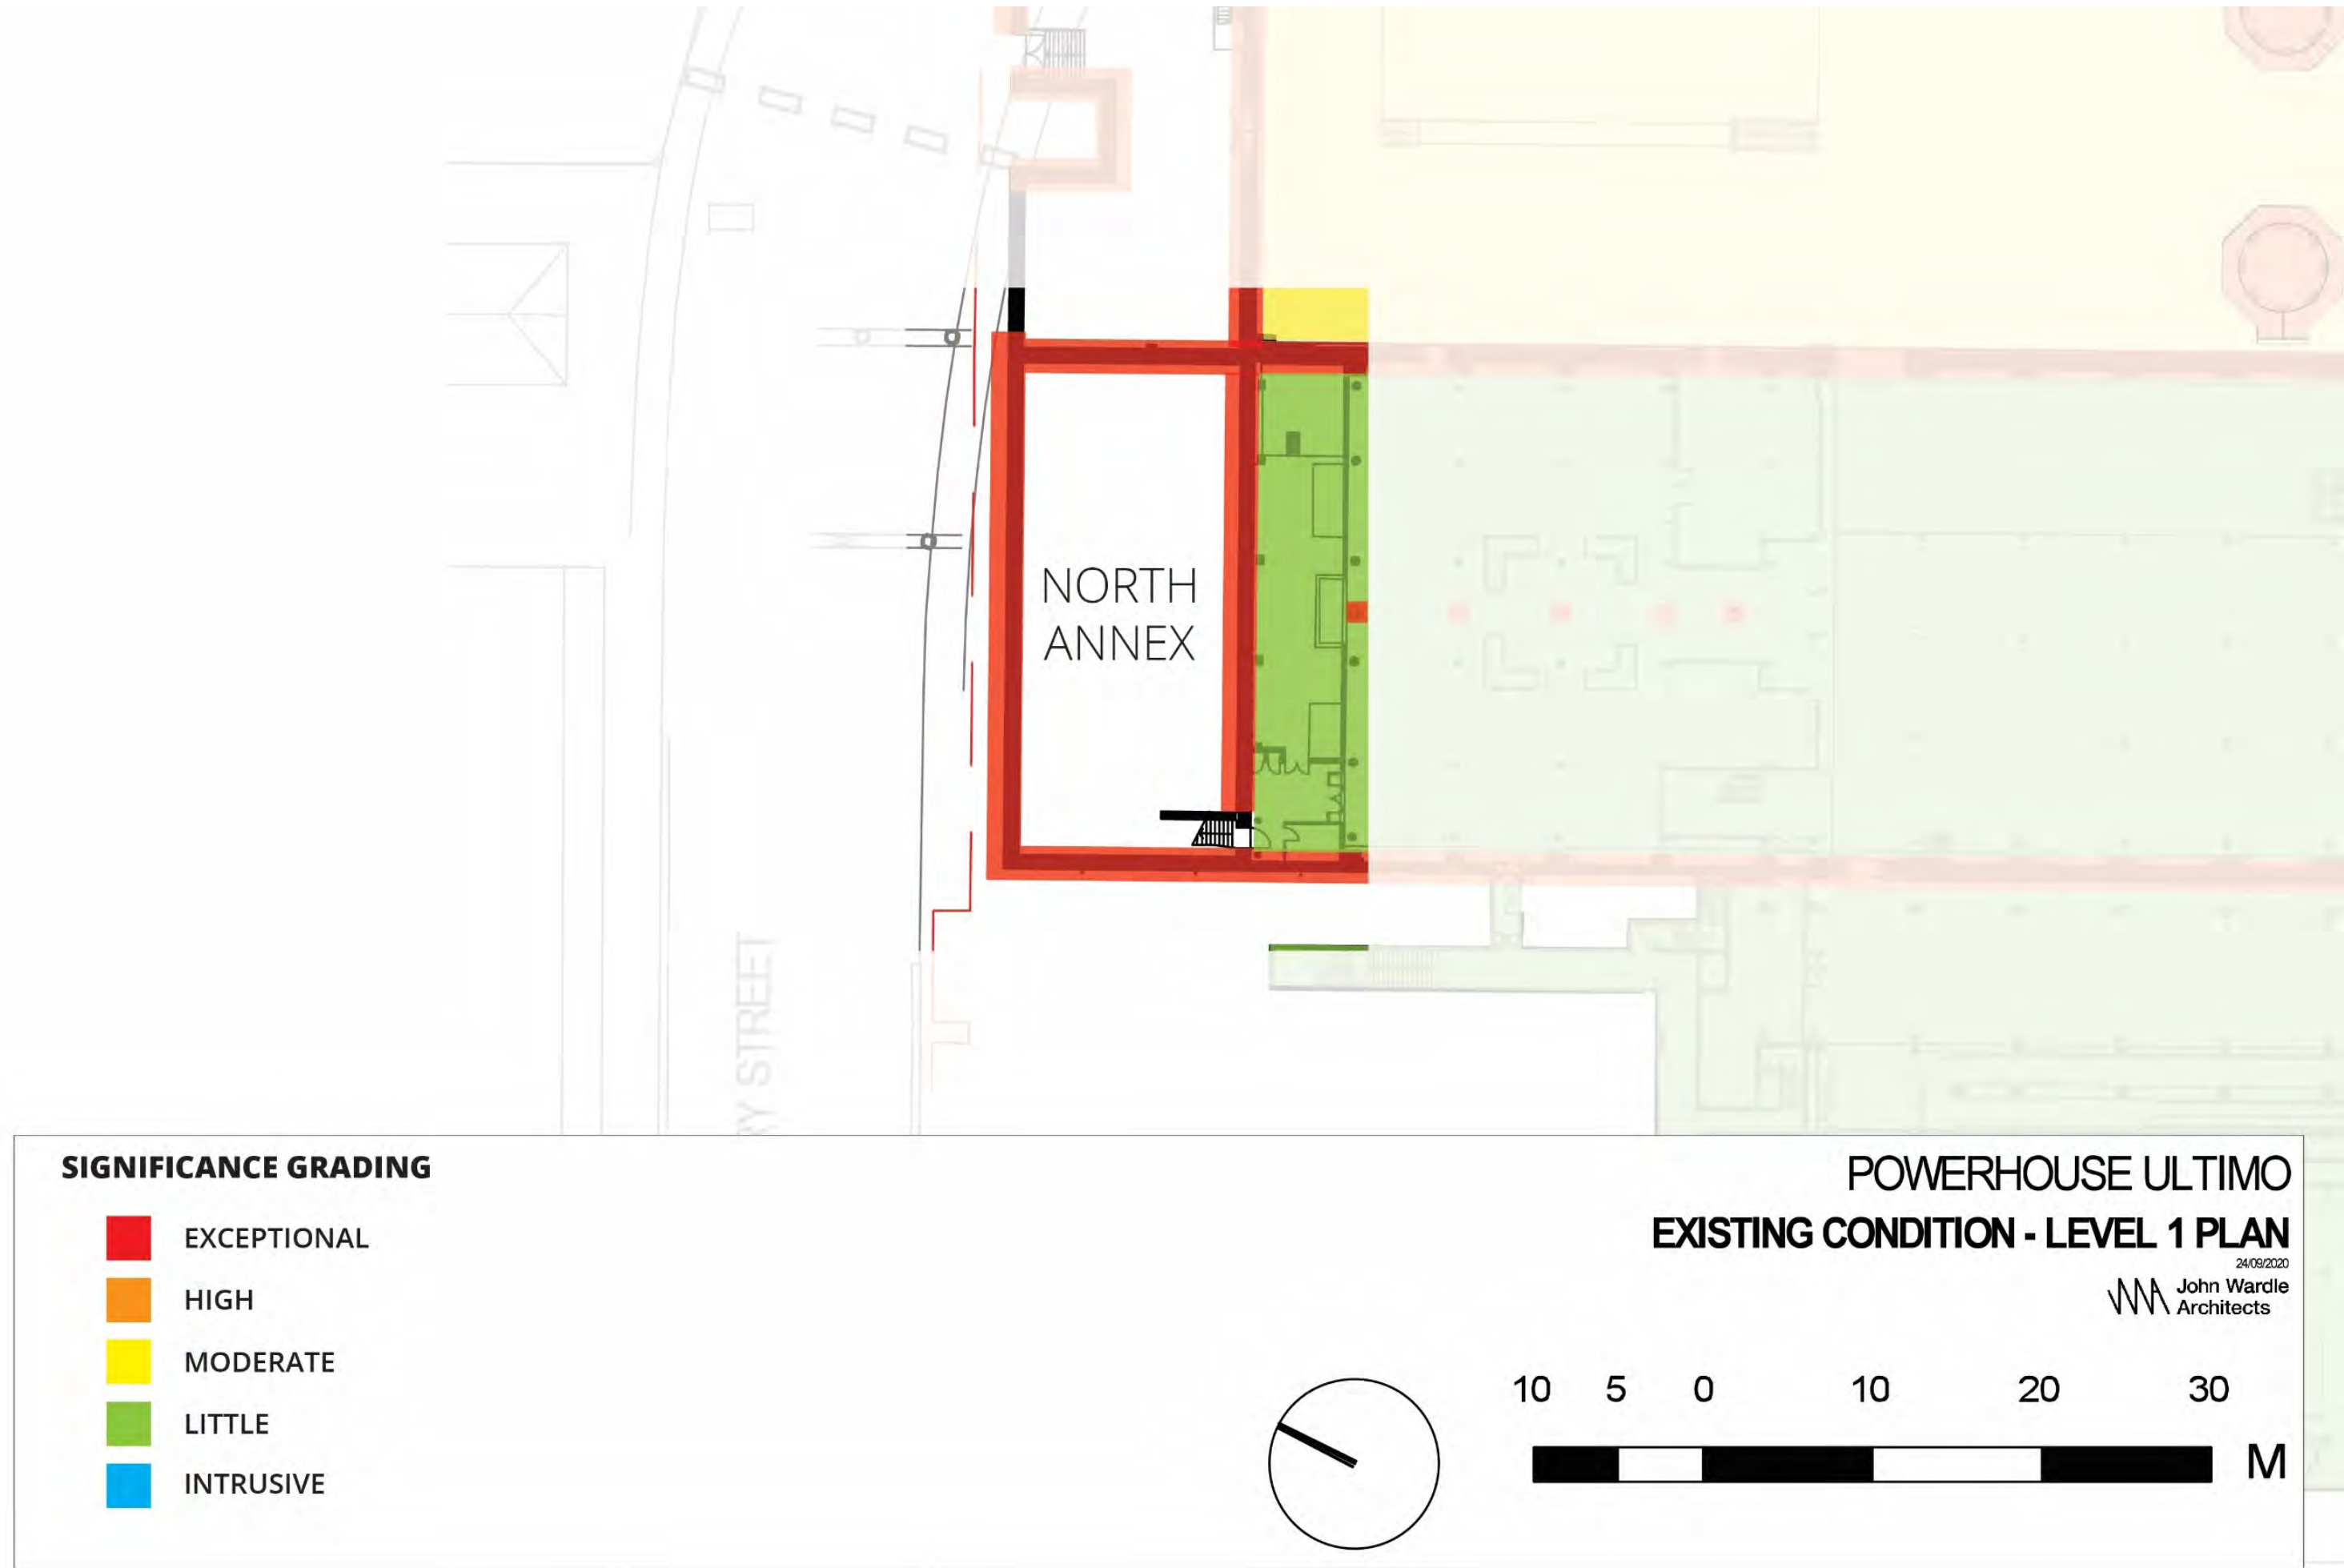 NORTH
ANNEX
STREET
SIGNIFICANCE GRADING
EXCEPTIONAL
HIGH
MODERATE
LITTLE
INTRUSIVE
POWERHOUSE ULTIMO
EXISTING CONDITION - LEVEL 1 PLAN
24/09/2020
John Wardle
Architects
10 5 0 10 20 30
M